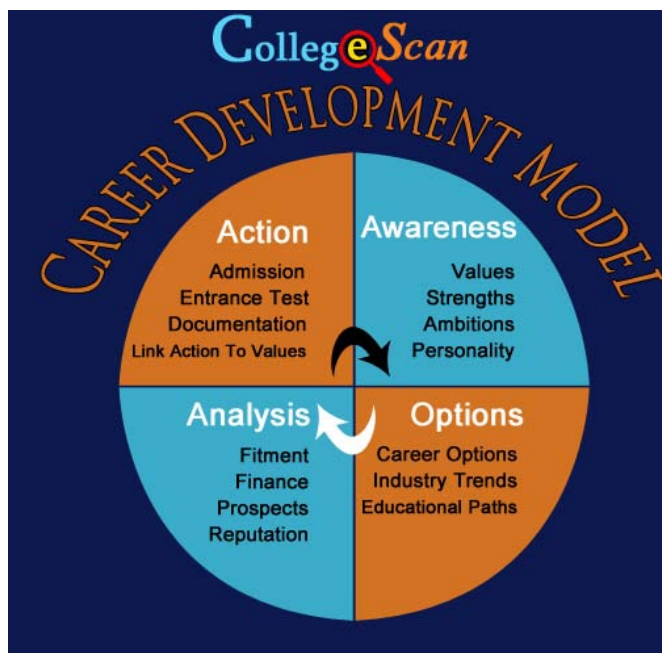 CollegeScan
CAREER DEVELOPMENT MODEL
Action
Admission
Entrance Test
Documentation
Link Action To Values
Awareness
Values
Strengths
Ambitions
Personality
Analysis
Fitment
Finance
Prospects
Reputation
Options
Career Options
Industry Trends
Educational Paths